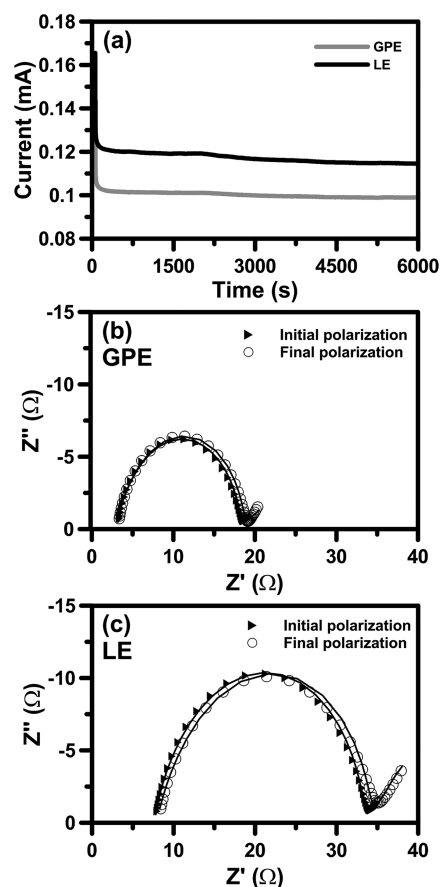 (a)
GPE
LE
Current (mA)
0.18
0.16
0.14
0.12
0.1
0.08
0 1500 3000 4500 6000
Time (s)
(b)
GPE
Initial polarization
Final polarization
Z'' (Ω)
-15
-10
-5
0
0 10 20 30 40
Z' (Ω)
(c)
LE
Initial polarization
Final polarization
Z'' (Ω)
-15
-10
-5
0
0 10 20 30 40
Z' (Ω)